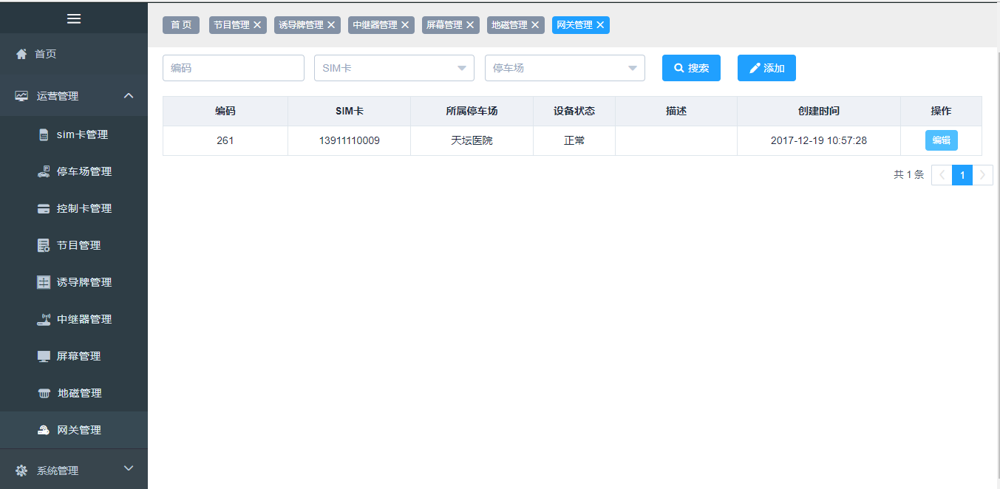 首页
运营管理
sim卡管理
停车场管理
控制卡管理
节目管理
诱导牌管理
中继器管理
屏幕管理
地磁管理
网关管理
系统管理
首 页 节目管理 诱导牌管理 中继器管理 屏幕管理 地磁管理 网关管理
编码 SIM卡 停车场 搜索 添加
编码 SIM卡 所属停车场 设备状态 描述 创建时间 操作
261 13911110009 天坛医院 正常 2017-12-19 10:57:28 编辑
共 1 条 1